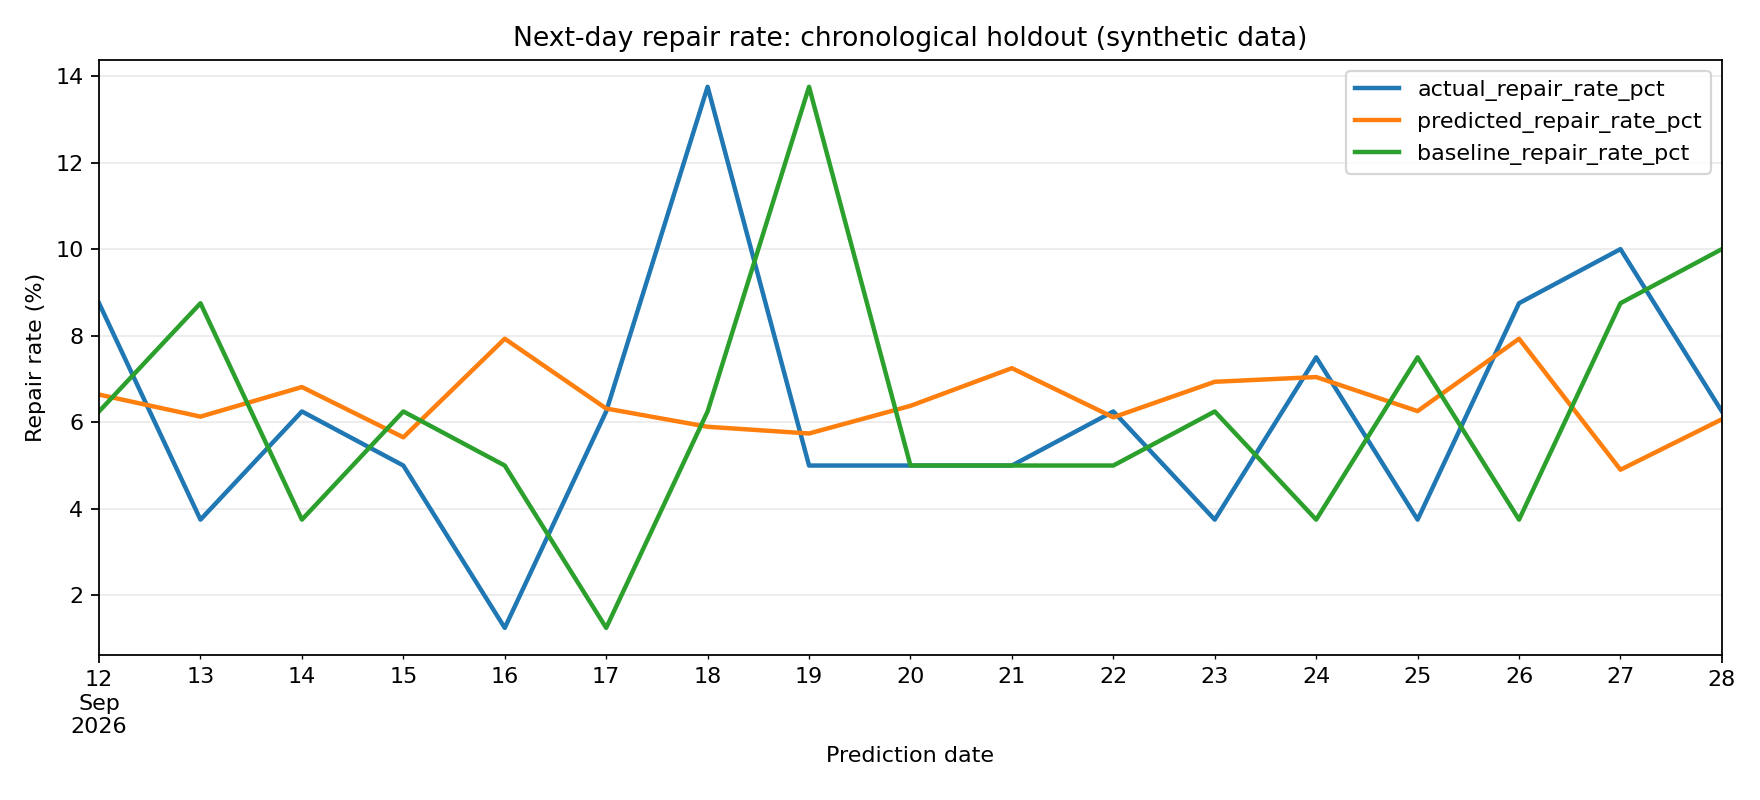 Next-day repair rate: chronological holdout (synthetic data)
actual_repair_rate_pct
predicted_repair_rate_pct
baseline_repair_rate_pct
Repair rate (%)
14
12
10
8
6
4
2
12 13 14 15 16 17 18 19 20 21 22 23 24 25 26 27 28
Sep
2026
Prediction date